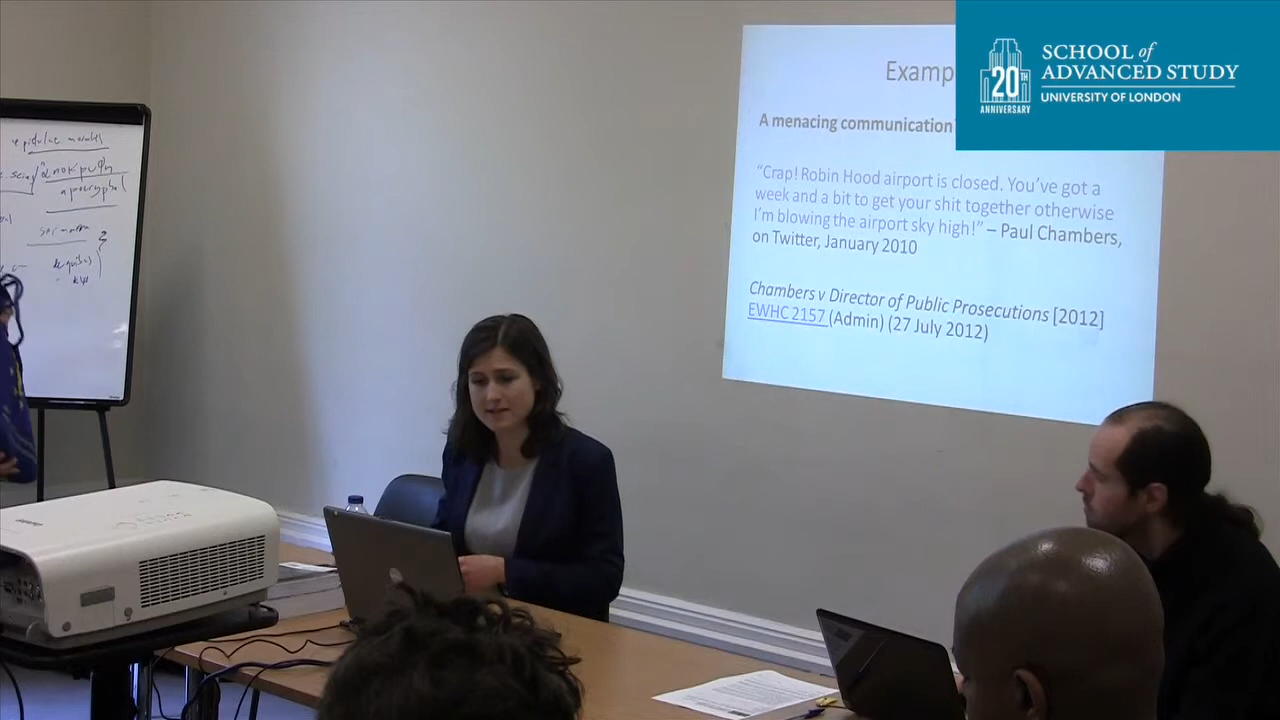 SCHOOL of
ADVANCED STUDY
UNIVERSITY OF LONDON
20TH
ANNIVERSARY
Examp
A menacing communication
"Crap! Robin Hood airport is closed. You've got a
week and a bit to get your shit together otherwise
I'm blowing the airport sky high!" – Paul Chambers,
on Twitter, January 2010
Chambers v Director of Public Prosecutions [2012]
EWHC 2157 (Admin) (27 July 2012)
apocryphal